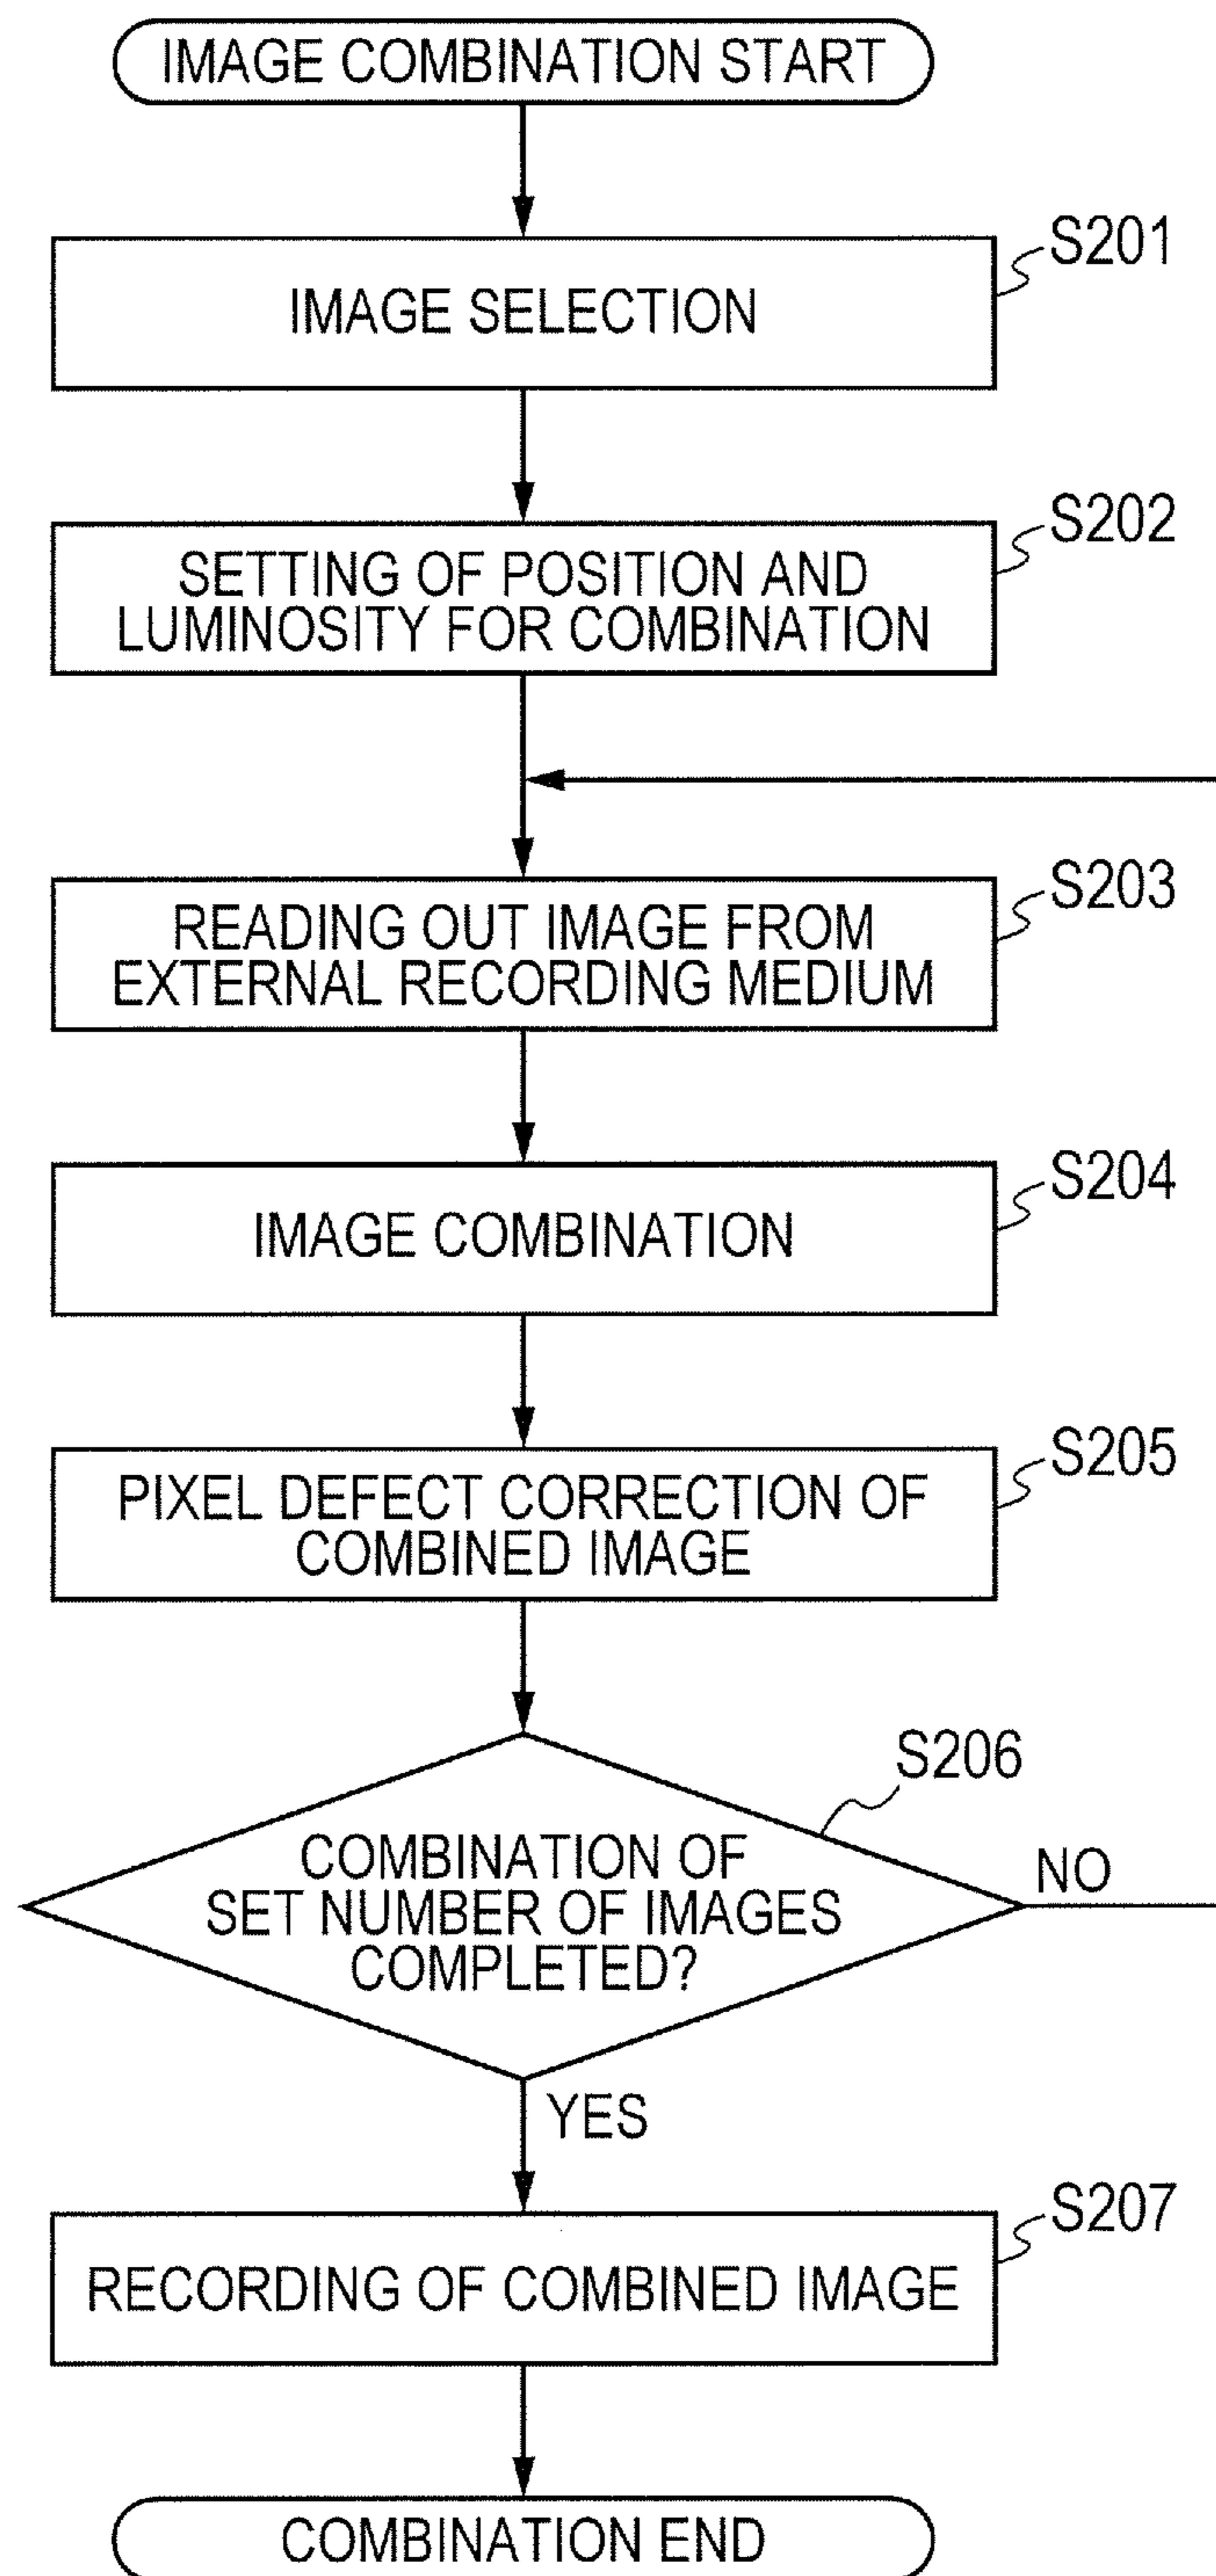 IMAGE COMBINATION START
S201
IMAGE SELECTION
S202
SETTING OF POSITION AND
LUMINOSITY FOR COMBINATION
S203
READING OUT IMAGE FROM
EXTERNAL RECORDING MEDIUM
S204
IMAGE COMBINATION
S205
PIXEL DEFECT CORRECTION OF
COMBINED IMAGE
S206
COMBINATION OF
SET NUMBER OF IMAGES
COMPLETED?
NO
YES
S207
RECORDING OF COMBINED IMAGE
COMBINATION END